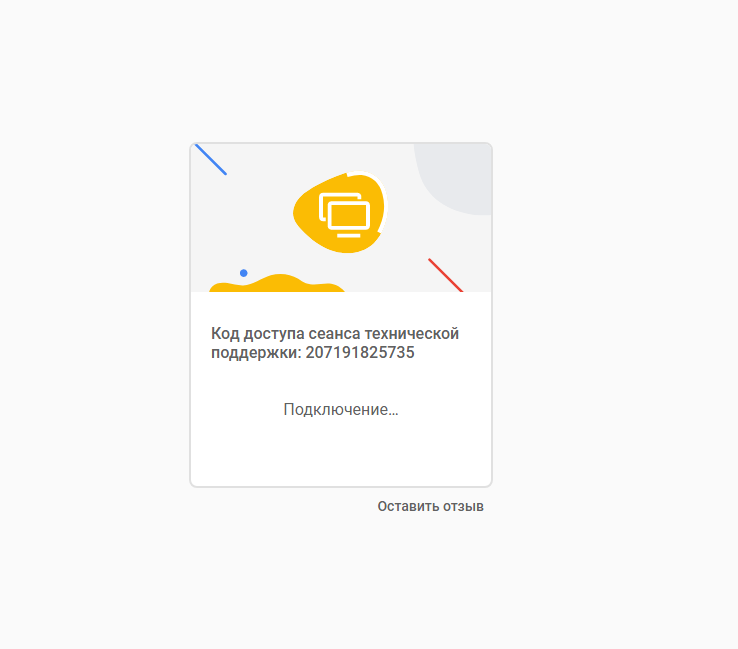 Код доступа сеанса технической
поддержки: 207191825735
Подключение…
Оставить отзыв